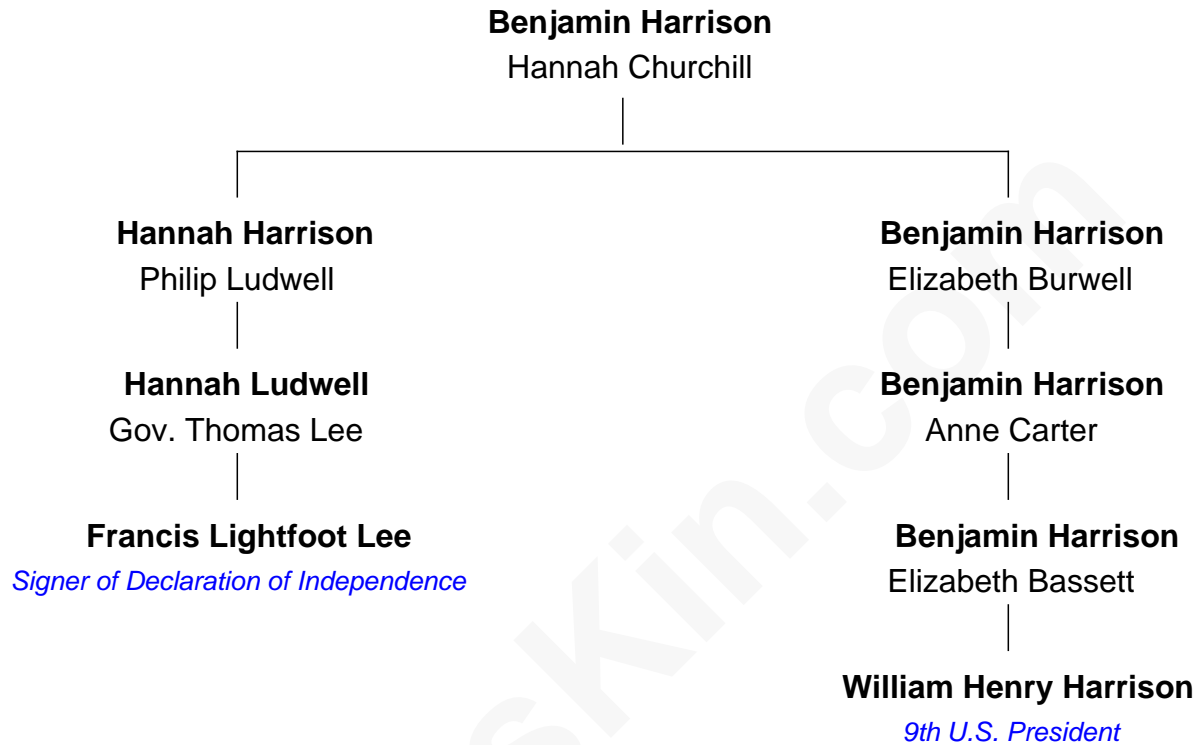 Benjamin Harrison
Hannah Churchill
Hannah Harrison
Philip Ludwell
Benjamin Harrison
Elizabeth Burwell
Hannah Ludwell
Gov. Thomas Lee
Benjamin Harrison
Anne Carter
Francis Lightfoot Lee
Signer of Declaration of Independence
Benjamin Harrison
Elizabeth Bassett
William Henry Harrison
9th U.S. President
sKin.com